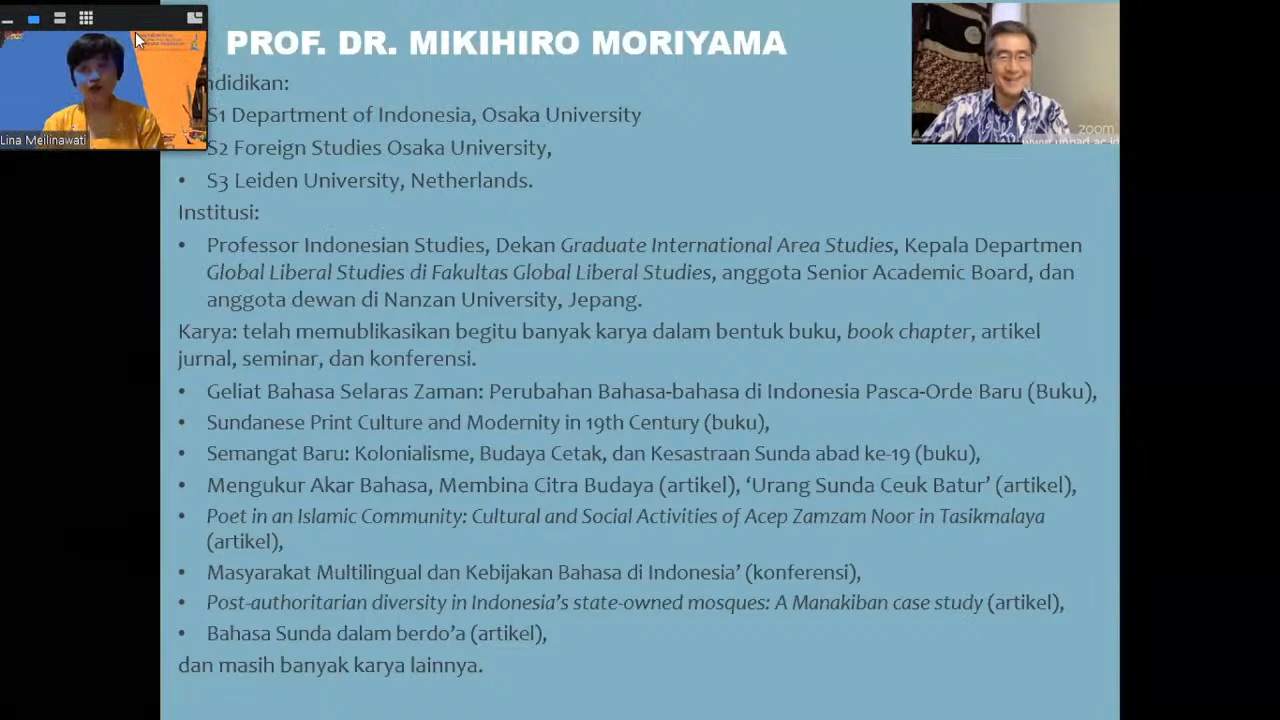 PROF. DR. MIKIHIRO MORIYAMA
ndidikan:
S1 Department of Indonesia, Osaka University
S2 Foreign Studies Osaka University,
• S3 Leiden University, Netherlands.
Institusi:
• Professor Indonesian Studies, Dekan Graduate International Area Studies, Kepala Departmen
Global Liberal Studies di Fakultas Global Liberal Studies, anggota Senior Academic Board, dan
anggota dewan di Nanzan University, Jepang.
Karya: telah memublikasikan begitu banyak karya dalam bentuk buku, book chapter, artikel
jurnal, seminar, dan konferensi.
• Geliat Bahasa Selaras Zaman: Perubahan Bahasa-bahasa di Indonesia Pasca-Orde Baru (Buku),
• Sundanese Print Culture and Modernity in 19th Century (buku),
• Semangat Baru: Kolonialisme, Budaya Cetak, dan Kesastraan Sunda abad ke-19 (buku),
• Mengukur Akar Bahasa, Membina Citra Budaya (artikel), ‘Urang Sunda Ceuk Batur’ (artikel),
• Poet in an Islamic Community: Cultural and Social Activities of Acep Zamzam Noor in Tasikmalaya
(artikel),
• Masyarakat Multilingual dan Kebijakan Bahasa di Indonesia’ (konferensi),
• Post-authoritarian diversity in Indonesia’s state-owned mosques: A Manakiban case study (artikel),
• Bahasa Sunda dalam berdo’a (artikel),
dan masih banyak karya lainnya.
Lina Meilinawati
zoom
www.unpad.ac.id